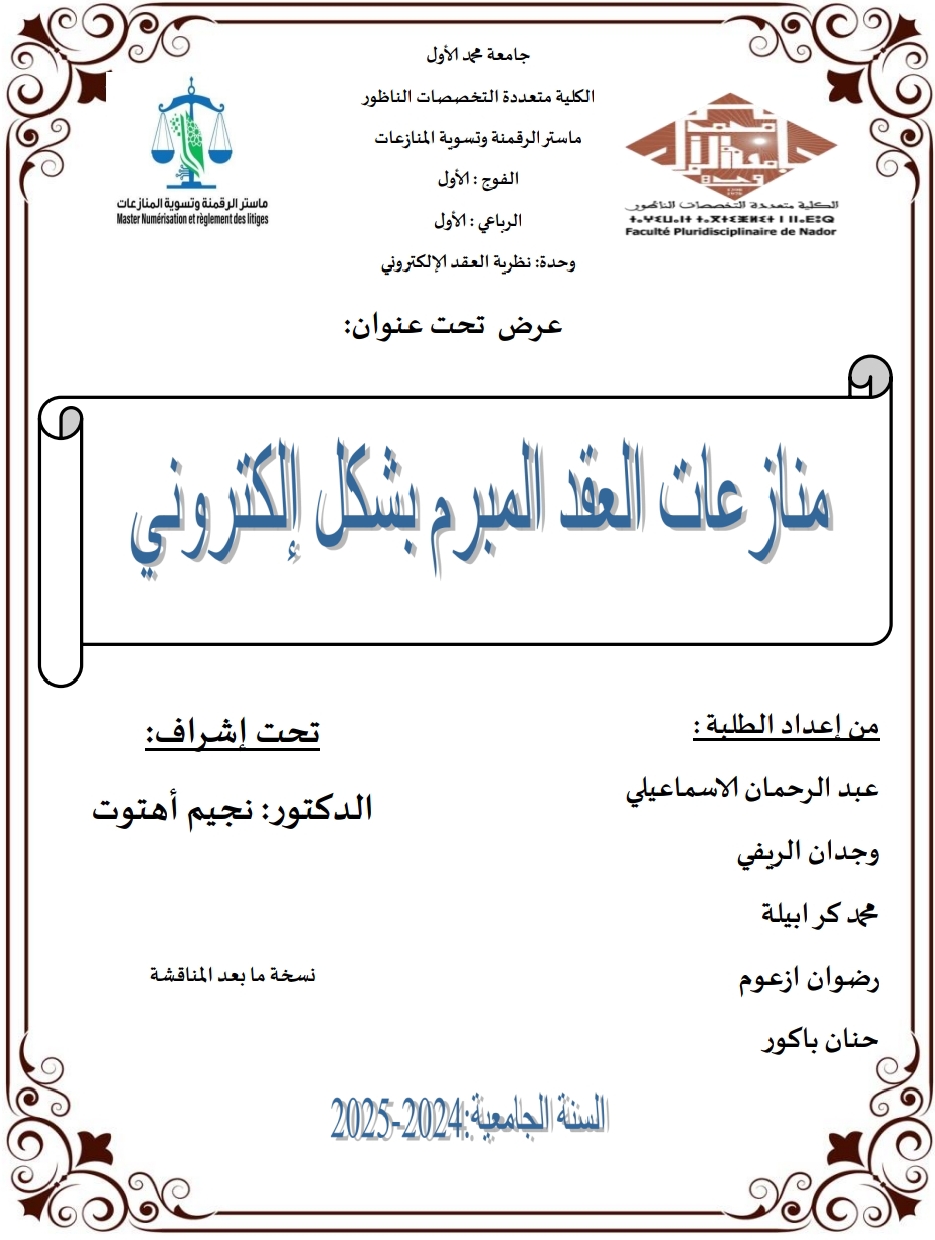 جامعة محمد الأول
الكلية متعددة التخصصات الناظور
ماستر الرقمنة وتسوية المنازعات
الفوج : الأول
الرباعي : الأول
وحدة: نظرية العقد الإلكتروني
ماستر الرقمنة وتسوية المنازعات
Master Numérisation et règlement des litiges
الكلية متعددة التخصصات الناظور
ⵜⴰⵖⵉⵡⴰⵏⵜ ⵜⴰⴳⵜⵉⵣⵍⵉⵜ ⵏ ⵏⴰⴹⵓⵕ
Faculté Pluridisciplinaire de Nador
عرض تحت عنوان:
منازعات العقد المبرم بشكل إلكتروني
من إعداد الطلبة :
عبد الرحمان الاسماعيلي
وجدان الريفي
محمد كرابيلة
رضوان ازعوم
حنان باكور
تحت إشراف:
الدكتور: نجيم أهتوت
نسخة ما بعد المناقشة
السنة الجامعية:2024-2025